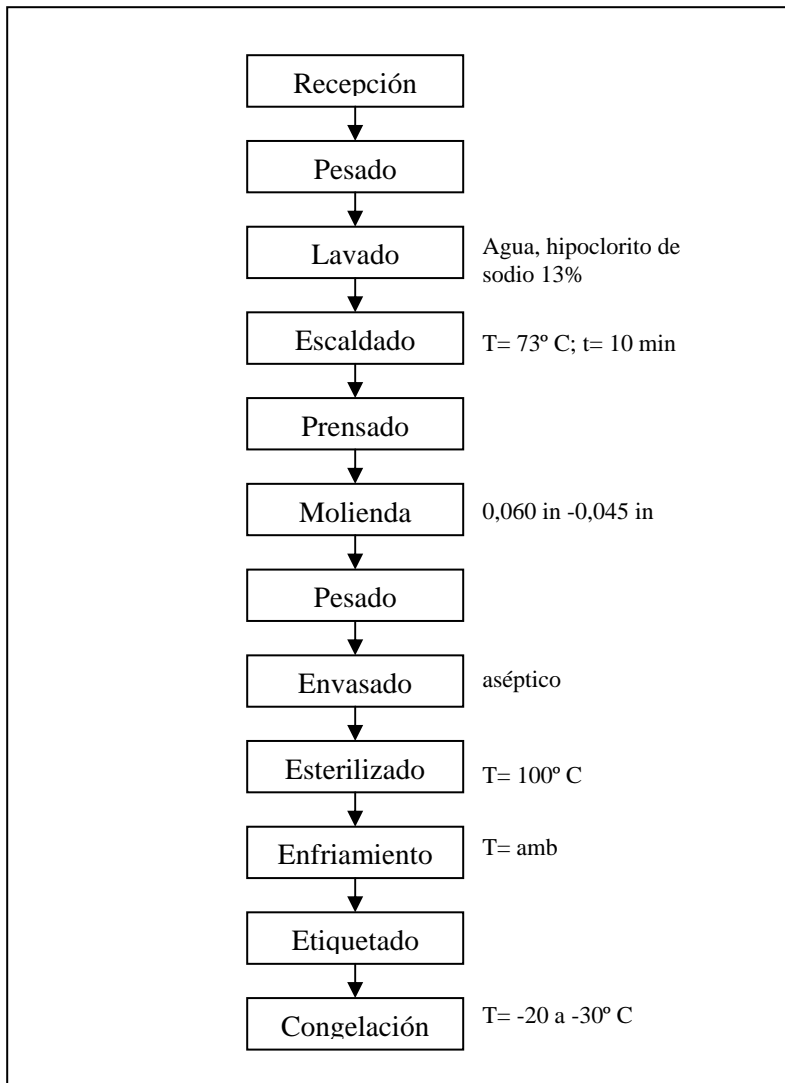 Recepción
Pesado
Lavado
Agua, hipoclorito de
sodio 13%
Escaldado
T= 73º C; t= 10 min
Prensado
Molienda
0,060 in -0,045 in
Pesado
Envasado
aséptico
Esterilizado
T= 100º C
Enfriamiento
T= amb
Etiquetado
Congelación
T= -20 a -30º C